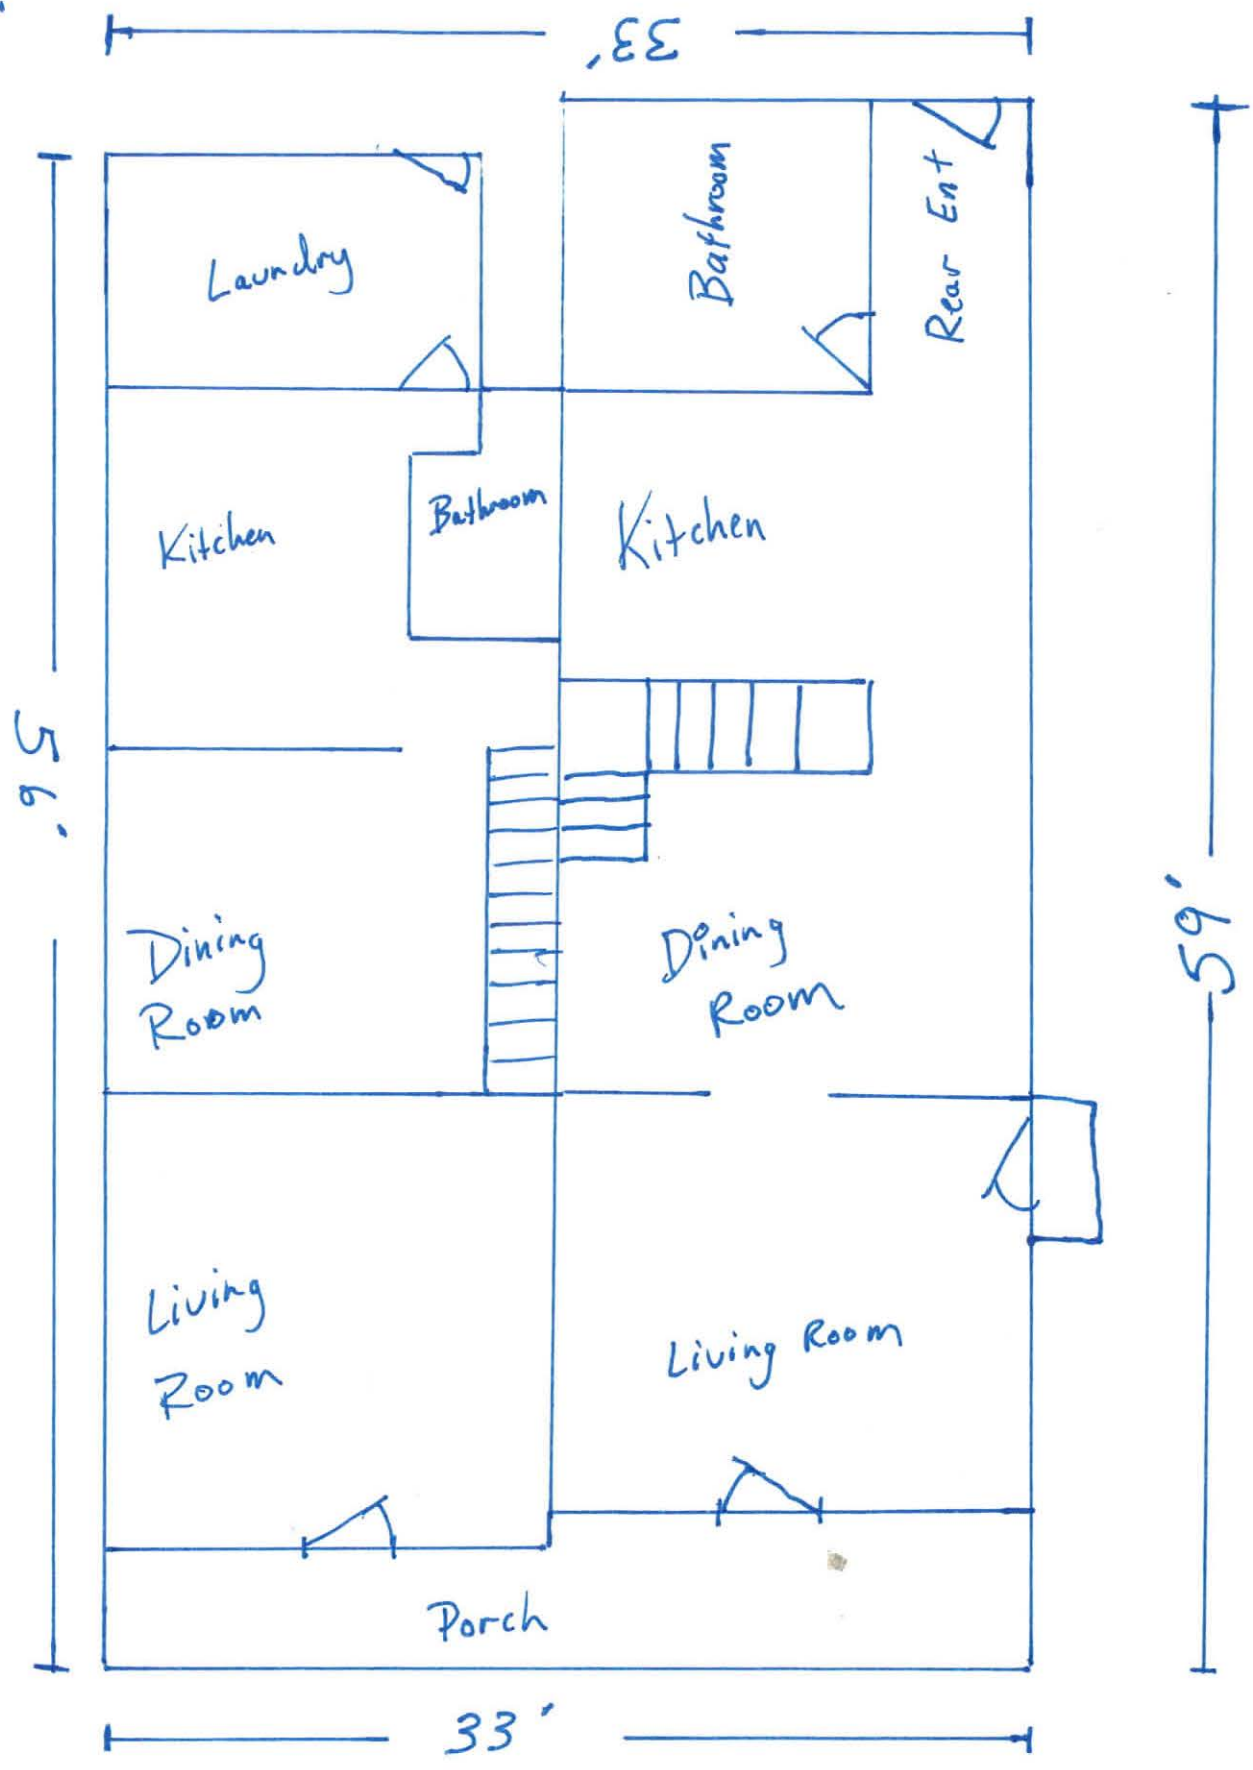 33'
Bathroom
Rear Ent
Laundry
Bathroom
Kitchen
Kitchen
56'
59'
Dining
Room
Dining
Room
Living
Room
Living Room
Porch
33'